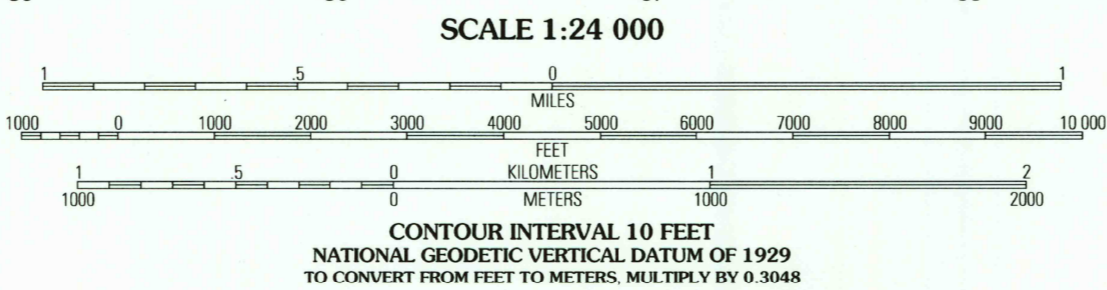 SCALE 1:24 000
1 .5 0 1
MILES
1000 0 1000 2000 3000 4000 5000 6000 7000 8000 9000 10 000
FEET
1 .5 0 KILOMETERS 1 2
1000 0 METERS 1000 2000
CONTOUR INTERVAL 10 FEET
NATIONAL GEODETIC VERTICAL DATUM OF 1929
TO CONVERT FROM FEET TO METERS, MULTIPLY BY 0.3048